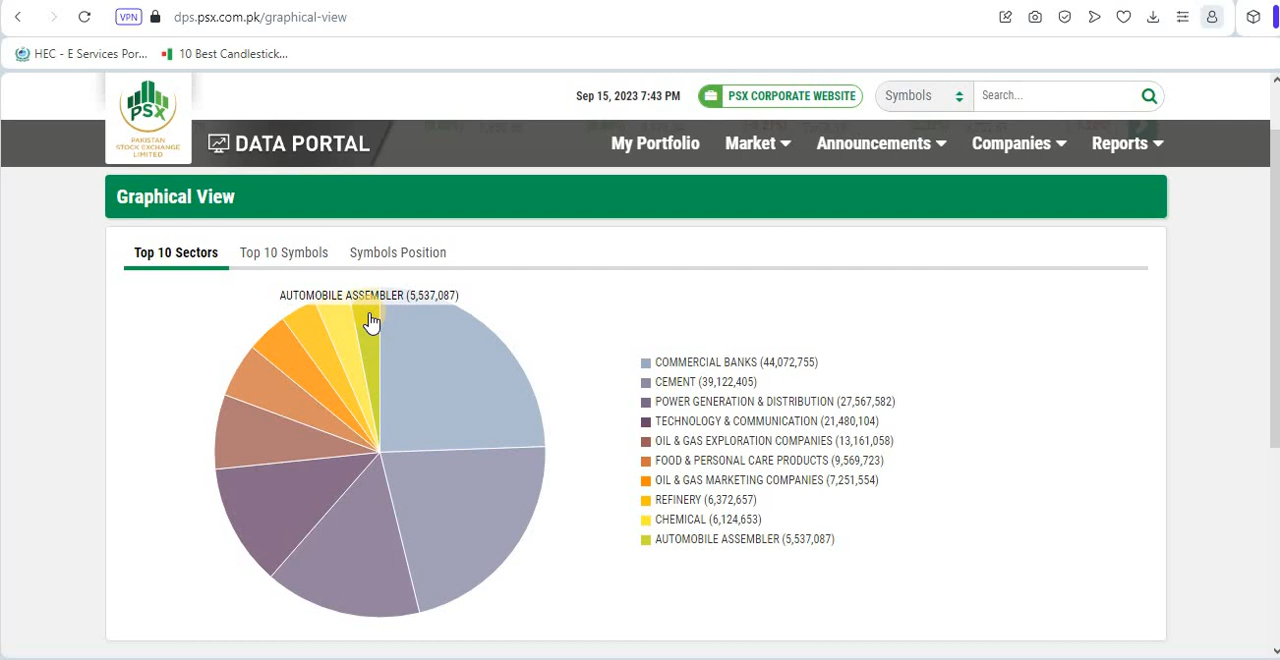 VPN
dps.psx.com.pk/graphical-view
HEC - E Services Por...
10 Best Candlestick...
PSX
PAKISTAN
STOCK EXCHANGE
LIMITED
Sep 15, 2023 7:43 PM
PSX CORPORATE WEBSITE
Symbols
Search...
DATA PORTAL
My Portfolio
Market
Announcements
Companies
Reports
Graphical View
Top 10 Sectors
Top 10 Symbols
Symbols Position
AUTOMOBILE ASSEMBLER (5,537,087)
COMMERCIAL BANKS (44,072,755)
CEMENT (39,122,405)
POWER GENERATION & DISTRIBUTION (27,567,582)
TECHNOLOGY & COMMUNICATION (21,480,104)
OIL & GAS EXPLORATION COMPANIES (13,161,058)
FOOD & PERSONAL CARE PRODUCTS (9,569,723)
OIL & GAS MARKETING COMPANIES (7,251,554)
REFINERY (6,372,657)
CHEMICAL (6,124,653)
AUTOMOBILE ASSEMBLER (5,537,087)